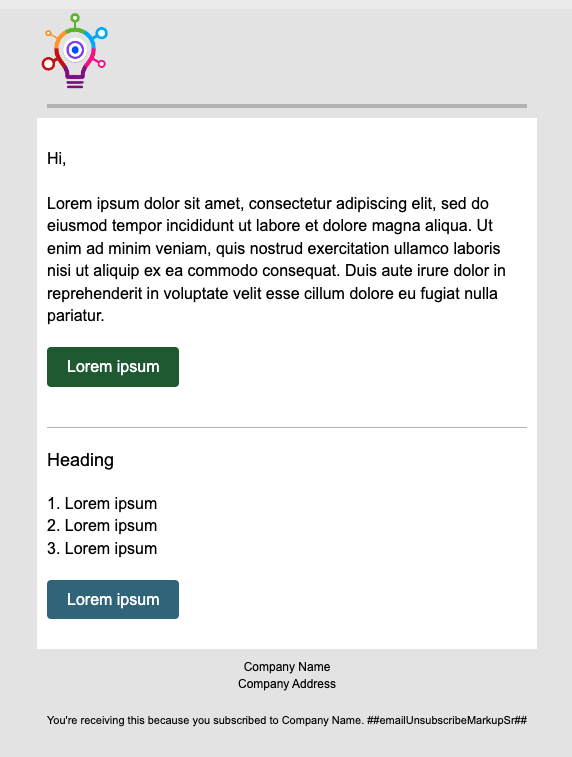 Hi,
Lorem ipsum dolor sit amet, consectetur adipiscing elit, sed do
eiusmod tempor incididunt ut labore et dolore magna aliqua. Ut
enim ad minim veniam, quis nostrud exercitation ullamco laboris
nisi ut aliquip ex ea commodo consequat. Duis aute irure dolor in
reprehenderit in voluptate velit esse cillum dolore eu fugiat nulla
pariatur.
Lorem ipsum
Heading
1. Lorem ipsum
2. Lorem ipsum
3. Lorem ipsum
Lorem ipsum
Company Name
Company Address
You're receiving this because you subscribed to Company Name. ##emailUnsubscribeMarkupSr##